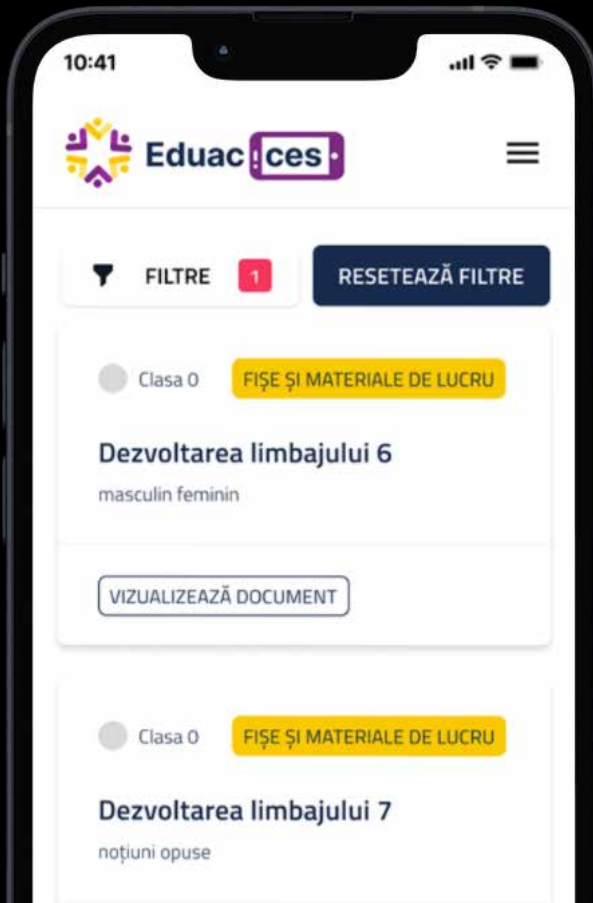 10:41
Eduac!ces
FILTRE 1 RESETEAZĂ FILTRE
Clasa 0 FIȘE ȘI MATERIALE DE LUCRU
Dezvoltarea limbajului 6
masculin feminin
VIZUALIZEAZĂ DOCUMENT
Clasa 0 FIȘE ȘI MATERIALE DE LUCRU
Dezvoltarea limbajului 7
noțiuni opuse